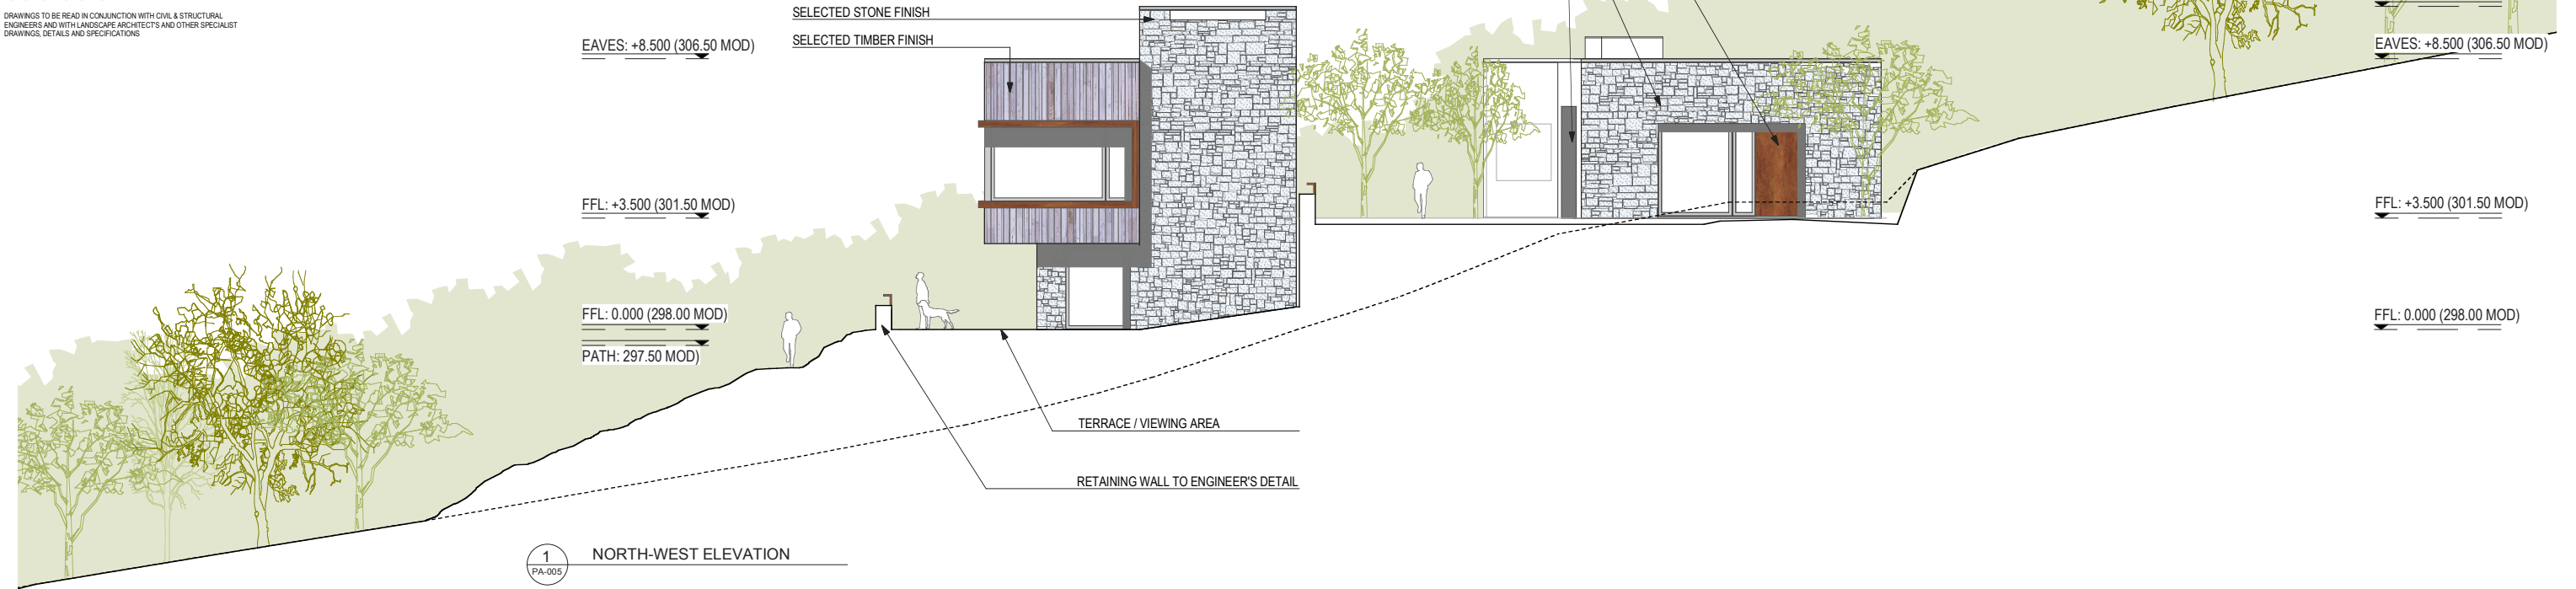 DRAWINGS TO BE READ IN CONJUNCTION WITH CIVIL & STRUCTURAL
ENGINEERS AND WITH LANDSCAPE ARCHITECT'S AND OTHER SPECIALIST
DRAWINGS, DETAILS AND SPECIFICATIONS
SELECTED STONE FINISH
SELECTED TIMBER FINISH
EAVES: +8.500 (306.50 MOD)
EAVES: +8.500 (306.50 MOD)
FFL: +3.500 (301.50 MOD)
FFL: +3.500 (301.50 MOD)
FFL: 0.000 (298.00 MOD)
FFL: 0.000 (298.00 MOD)
PATH: 297.50 MOD)
TERRACE / VIEWING AREA
RETAINING WALL TO ENGINEER'S DETAIL
1
PA-005
NORTH-WEST ELEVATION